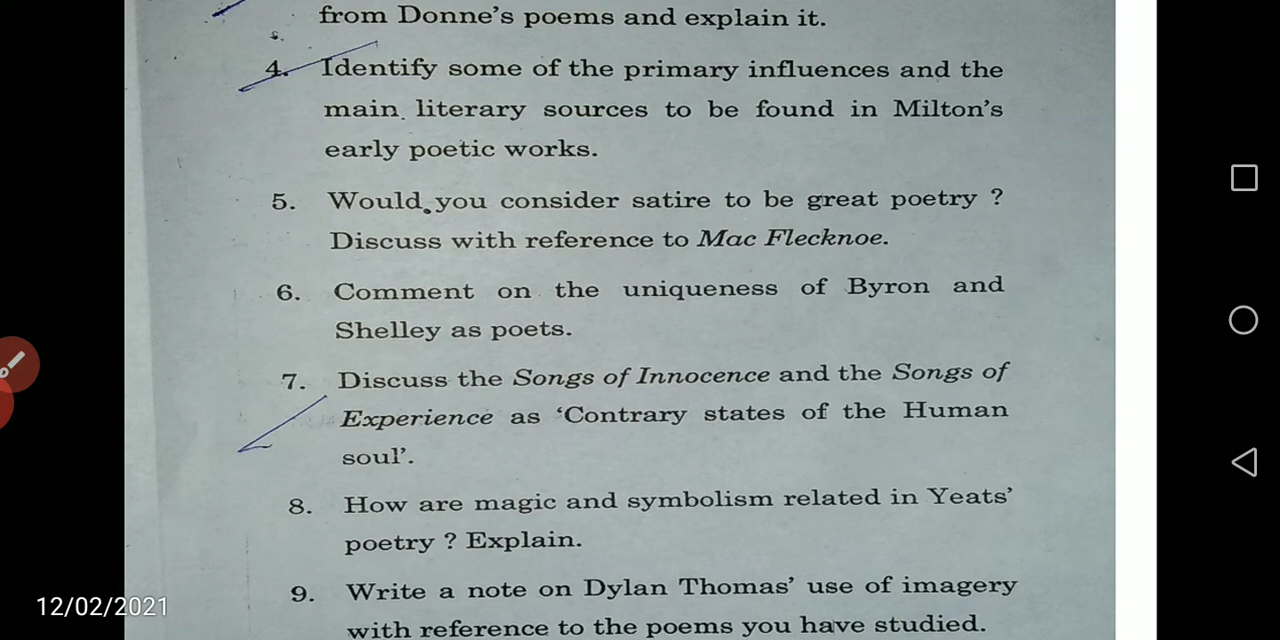 from Donne's poems and explain it.
4. Identify some of the primary influences and the
main literary sources to be found in Milton's
early poetic works.
5. Would you consider satire to be great poetry ?
Discuss with reference to Mac Flecknoe.
6. Comment on the uniqueness of Byron and
Shelley as poets.
7. Discuss the Songs of Innocence and the Songs of
Experience as 'Contrary states of the Human
soul'.
8. How are magic and symbolism related in Yeats'
poetry ? Explain.
9. Write a note on Dylan Thomas' use of imagery
with reference to the poems you have studied.
12/02/2021